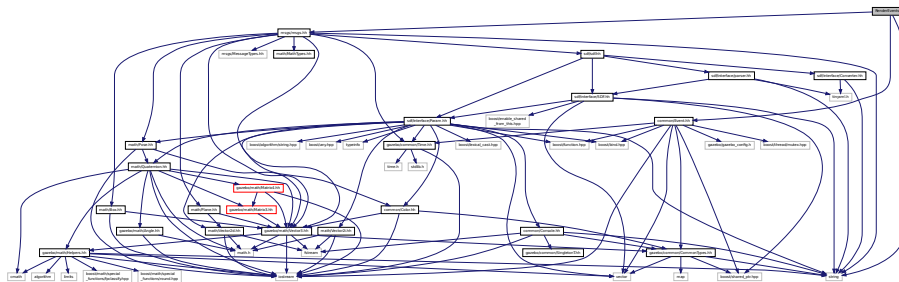 msgs/msgs.hh
msgs/MessageTypes.hh
math/MathTypes.hh
sdf/sdf.hh
sdf/interface/parser.hh
sdf/interface/Converter.hh
tinyxml.h
sdf/interface/SDF.hh
boost/enable_shared
_from_this.hpp
sdf/interface/Param.hh
common/Event.hh
math/Pose.hh
boost/algorithm/string.hpp
boost/any.hpp
typeinfo
gazebo/common/Time.hh
boost/lexical_cast.hpp
boost/function.hpp
boost/bind.hpp
gazebo/gazebo_config.h
boost/thread/mutex.hpp
math/Quaternion.hh
time.h
stdlib.h
gazebo/math/Matrix4.hh
math/Box.hh
gazebo/math/Matrix3.hh
math/Plane.hh
common/Color.hh
gazebo/math/Angle.hh
math/Vector2d.hh
gazebo/math/Vector3.hh
math/Vector2i.hh
common/Console.hh
gazebo/math/Helpers.hh
math.h
fstream
gazebo/common/SingletonT.hh
gazebo/common/CommonTypes.hh
cmath
algorithm
limits
boost/math/special
_functions/fpclassify.hpp
boost/math/special
_functions/round.hpp
iostream
vector
map
boost/shared_ptr.hpp
string